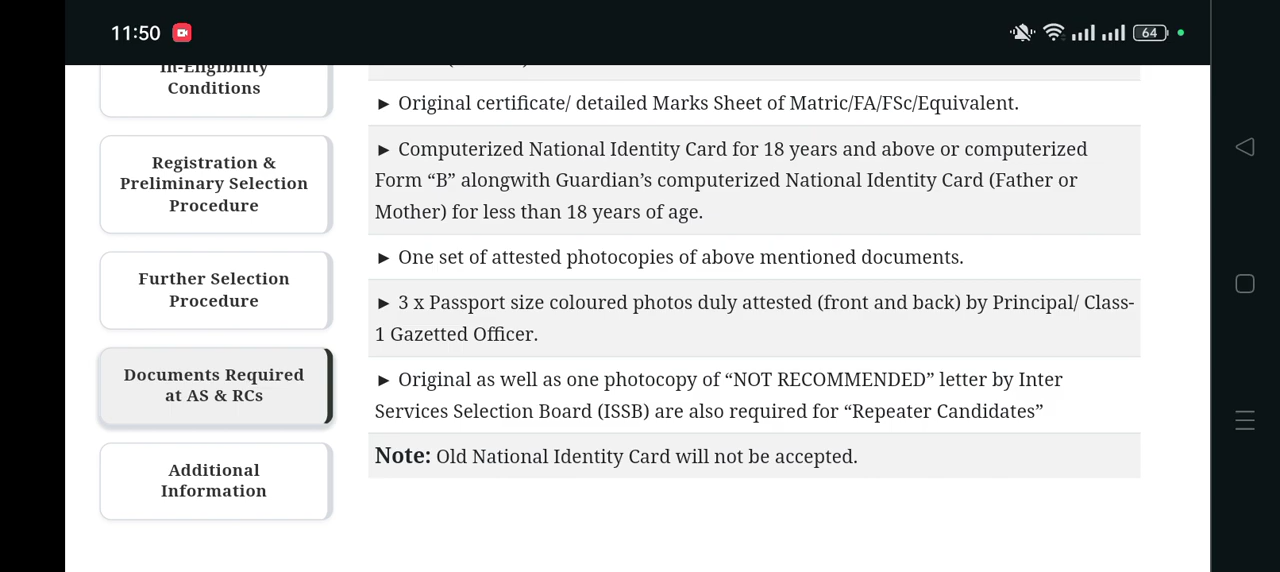 11:50
64
In-Eligibility
Conditions
Registration &
Preliminary Selection
Procedure
Further Selection
Procedure
Documents Required
at AS & RCs
Additional
Information
► Original certificate/ detailed Marks Sheet of Matric/FA/FSc/Equivalent.
► Computerized National Identity Card for 18 years and above or computerized
Form “B” alongwith Guardian’s computerized National Identity Card (Father or
Mother) for less than 18 years of age.
► One set of attested photocopies of above mentioned documents.
► 3 x Passport size coloured photos duly attested (front and back) by Principal/ Class-
1 Gazetted Officer.
► Original as well as one photocopy of “NOT RECOMMENDED” letter by Inter
Services Selection Board (ISSB) are also required for “Repeater Candidates”
Note: Old National Identity Card will not be accepted.